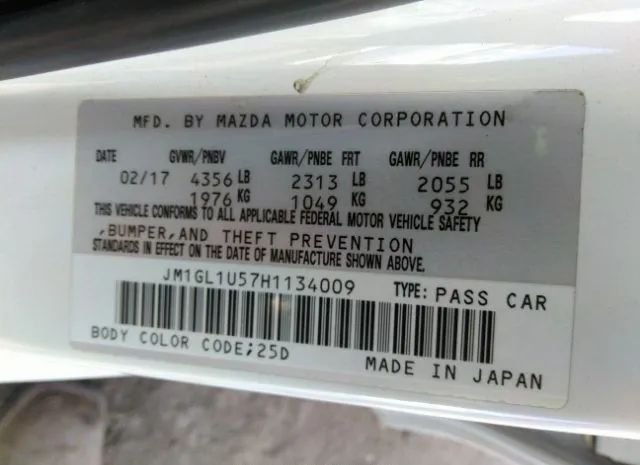 MFD. BY MAZDA MOTOR CORPORATION
DATE GVWR/PNBV GAWR/PNBE FRT GAWR/PNBE RR
02/17 4356 LB 2313 LB 2055 LB
1976 KG 1049 KG 932 KG
THIS VEHICLE CONFORMS TO ALL APPLICABLE FEDERAL MOTOR VEHICLE SAFETY
,BUMPER,AND THEFT PREVENTION
STANDARDS IN EFFECT ON THE DATE OF MANUFACTURE SHOWN ABOVE.
JM1GL1U57H1134009 TYPE: PASS CAR
BODY COLOR CODE;25D
MADE IN JAPAN